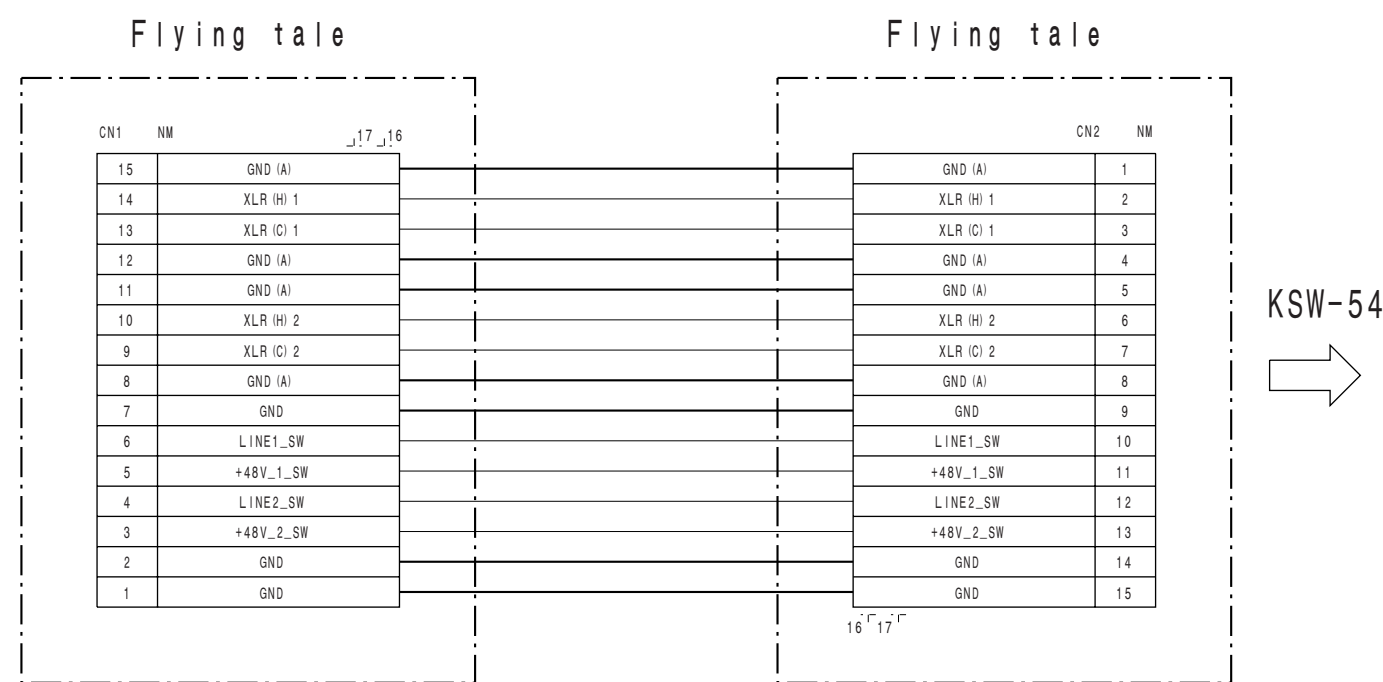 Flying tale
Flying tale
CN1 NM 17 16
15 GND (A)
14 XLR (H) 1
13 XLR (C) 1
12 GND (A)
11 GND (A)
10 XLR (H) 2
9 XLR (C) 2
8 GND (A)
7 GND
6 LINE1_SW
5 +48V_1_SW
4 LINE2_SW
3 +48V_2_SW
2 GND
1 GND
CN2 NM
GND (A) 1
XLR (H) 1 2
XLR (C) 1 3
GND (A) 4
GND (A) 5
XLR (H) 2 6
XLR (C) 2 7
GND (A) 8
GND 9
LINE1_SW 10
+48V_1_SW 11
LINE2_SW 12
+48V_2_SW 13
GND 14
GND 15
16 17
KSW-54